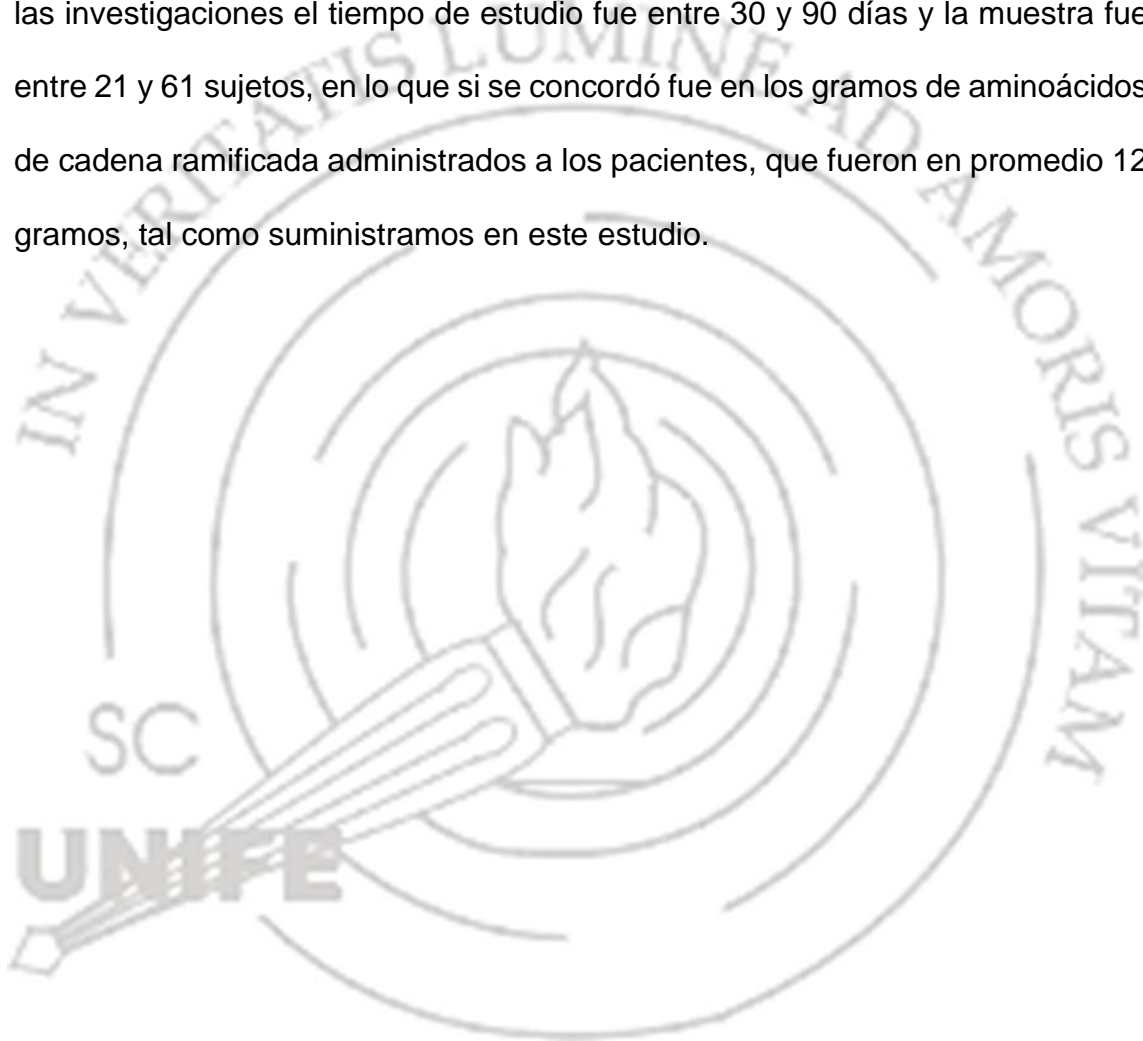 las investigaciones el tiempo de estudio fue entre 30 y 90 días y la muestra fue
entre 21 y 61 sujetos, en lo que si se concordó fue en los gramos de aminoácidos
de cadena ramificada administrados a los pacientes, que fueron en promedio 12
gramos, tal como suministramos en este estudio.
IN VERITATIS LUMINE AD AMORIS VITAM
SC
UNIFE